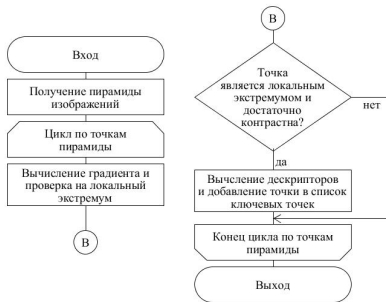 Вход
Получение пирамиды
изображений
Цикл по точкам
пирамиды
Вычисление градиента и
проверка на локальный
экстремум
В
В
Точка
является локальным
экстремумом и
достаточно
контрастна?
нет
да
Вычсление дескрипторов
и добавление точки в список
ключевых точек
Конец цикла по точкам
пирамиды
Выход